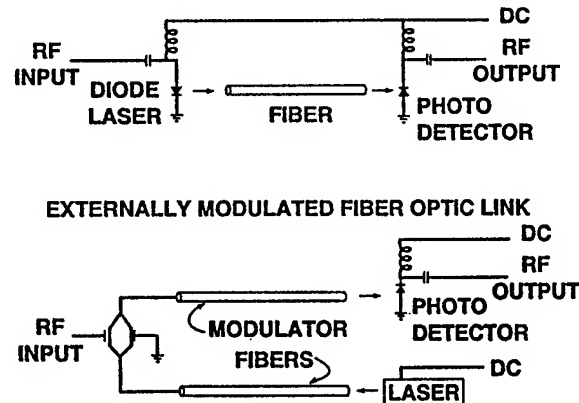 DC
RF
INPUT
RF
OUTPUT
DIODE
LASER
FIBER
PHOTO
DETECTOR
EXTERNALLY MODULATED FIBER OPTIC LINK
DC
RF
OUTPUT
PHOTO
DETECTOR
RF
INPUT
MODULATOR
FIBERS
DC
LASER